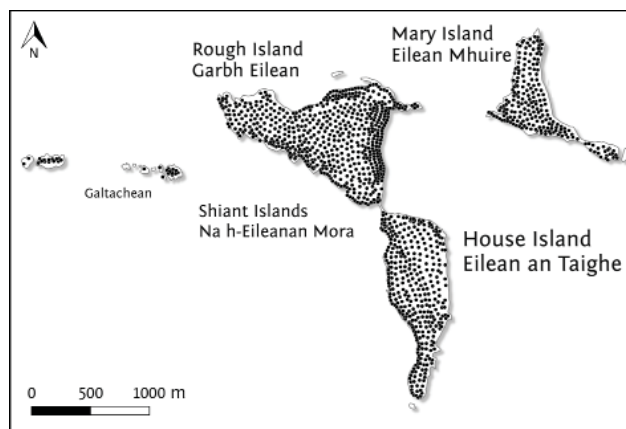 N
Rough Island
Garbh Eilean
Mary Island
Eilean Mhuire
Galtachean
Shiant Islands
Na h-Eileanan Mora
House Island
Eilean an Taighe
0 500 1000 m